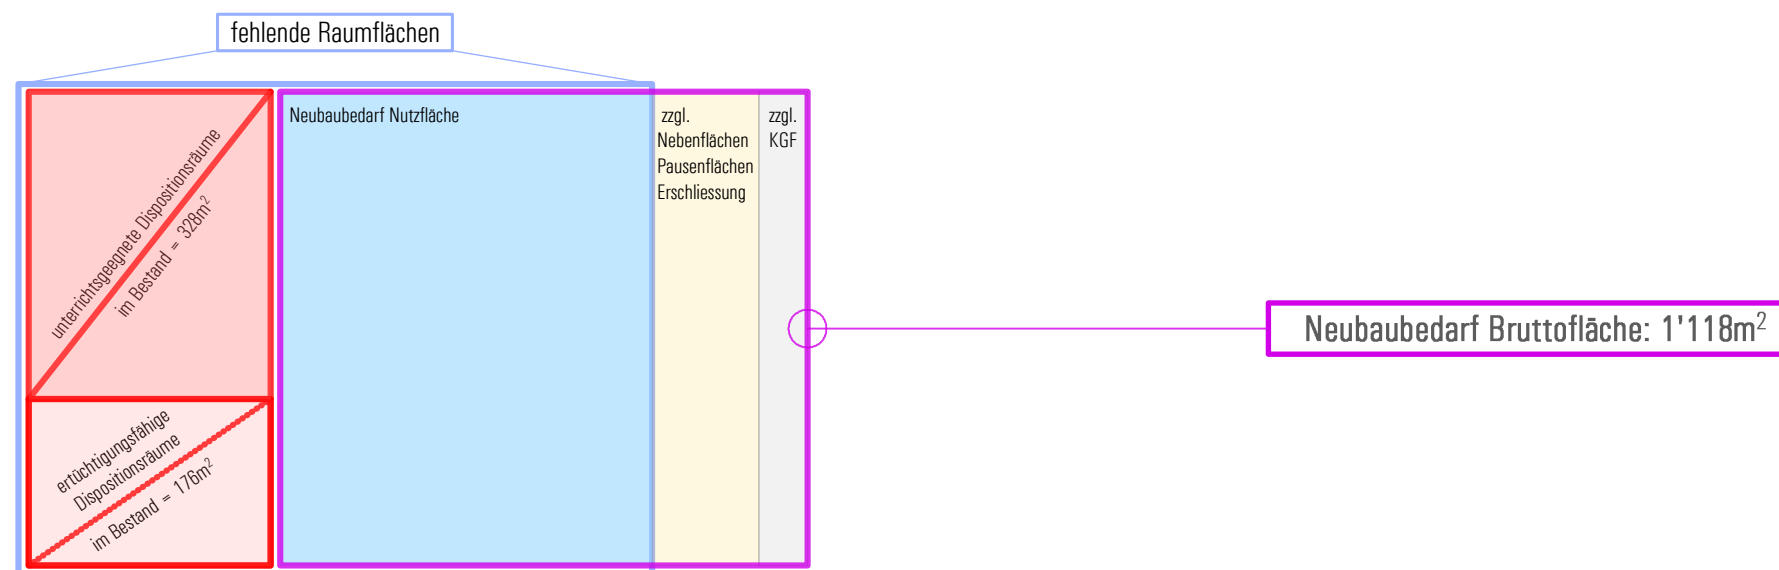 fehlende Raumflächen
unterrichtsgeegnete Dispositionsräume
im Bestand = 328m²
ertüchtigungsfähige
Dispositionsräume
im Bestand = 176m²
Neubaubedarf Nutzfläche
zzgl.
Nebenflächen
Pausenflächen
Erschliessung
zzgl.
KGF
Neubaubedarf Bruttofläche: 1'118m²